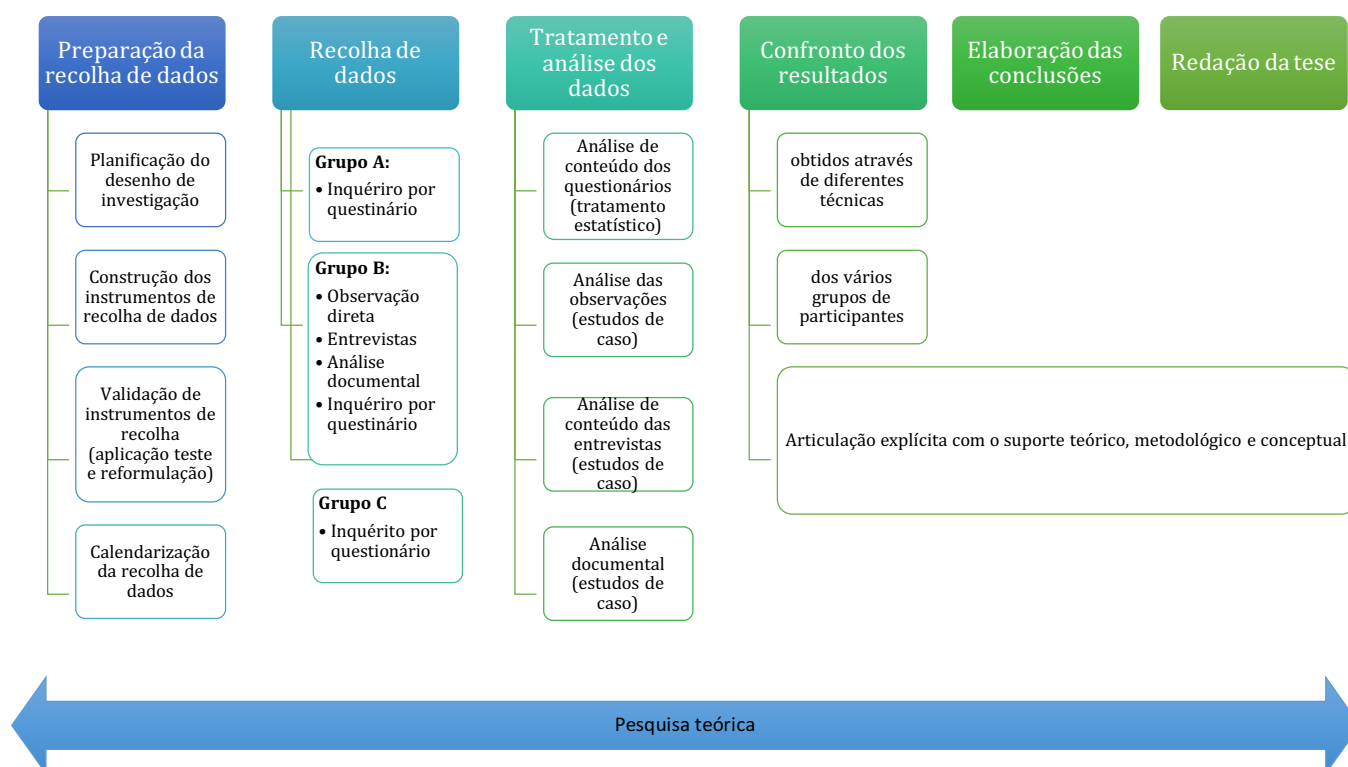 Preparação da
recolha de dados
Planificação do
desenho de
investigação
Construção dos
instrumentos de
recolha de dados
Validação de
instrumentos de
recolha
(aplicação teste
e reformulação)
Calendarização
da recolha de
dados
Recolha de
dados
Grupo A:
• Inquériro por
questinário
Grupo B:
• Observação
direta
• Entrevistas
• Análise
documental
• Inquériro por
questinário
Grupo C
• Inquérito por
questionário
Tratamento e
análise dos
dados
Análise de
conteúdo dos
questionários
(tratamento
estatístico)
Análise das
observações
(estudos de
caso)
Análise de
conteúdo das
entrevistas
(estudos de
caso)
Análise
documental
(estudos de
caso)
Confronto dos
resultados
obtidos através
de diferentes
técnicas
dos vários
grupos de
participantes
Articulação explícita com o suporte teórico, metodológico e conceptual
Elaboração das
conclusões
Redação da tese
Pesquisa teórica